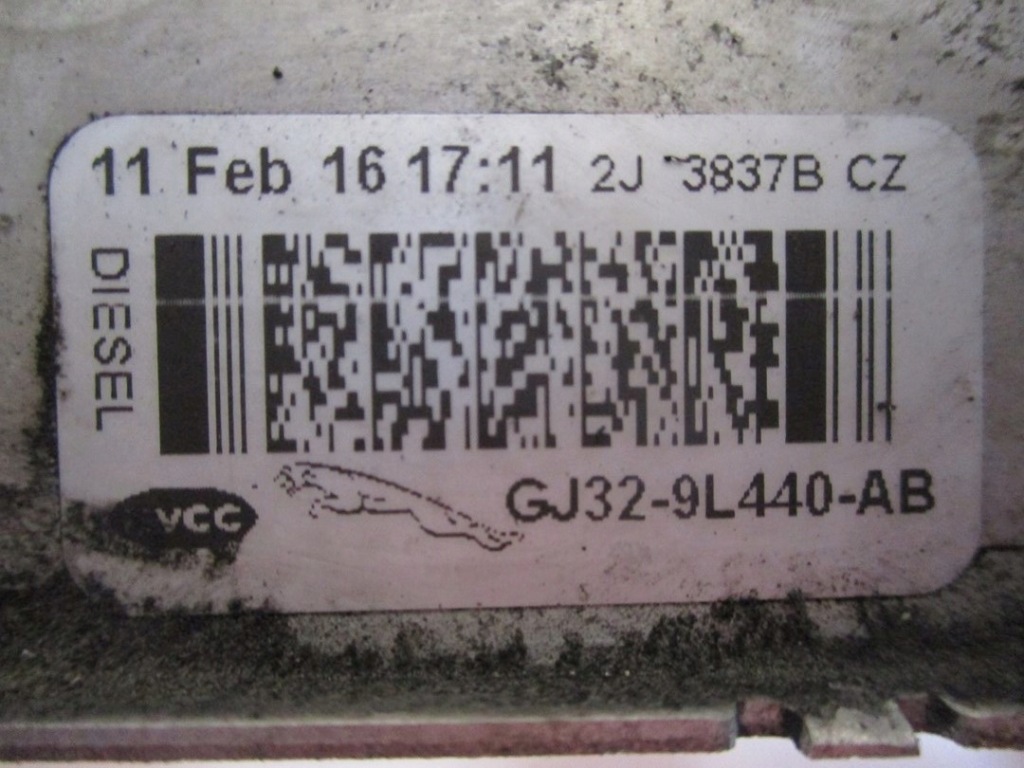 11 Feb 16 17:11 2J 3837B CZ
DIESEL
VCC
GJ32-9L440-AB